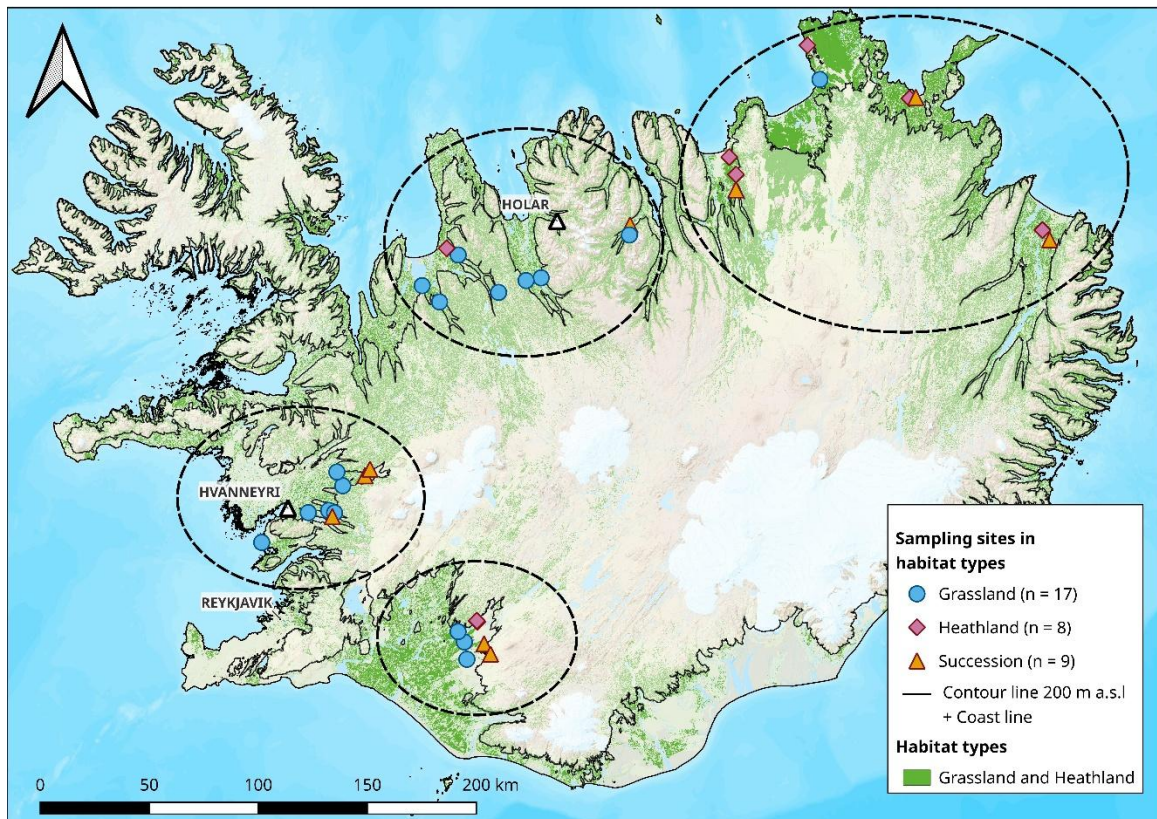 HOLAR
HVANNEYRI
REYKJAVIK
Sampling sites in
habitat types
Grassland (n = 17)
Heathland (n = 8)
Succession (n = 9)
Contour line 200 m a.s.l
+ Coast line
Habitat types
Grassland and Heathland
0 50 100 150 200 km